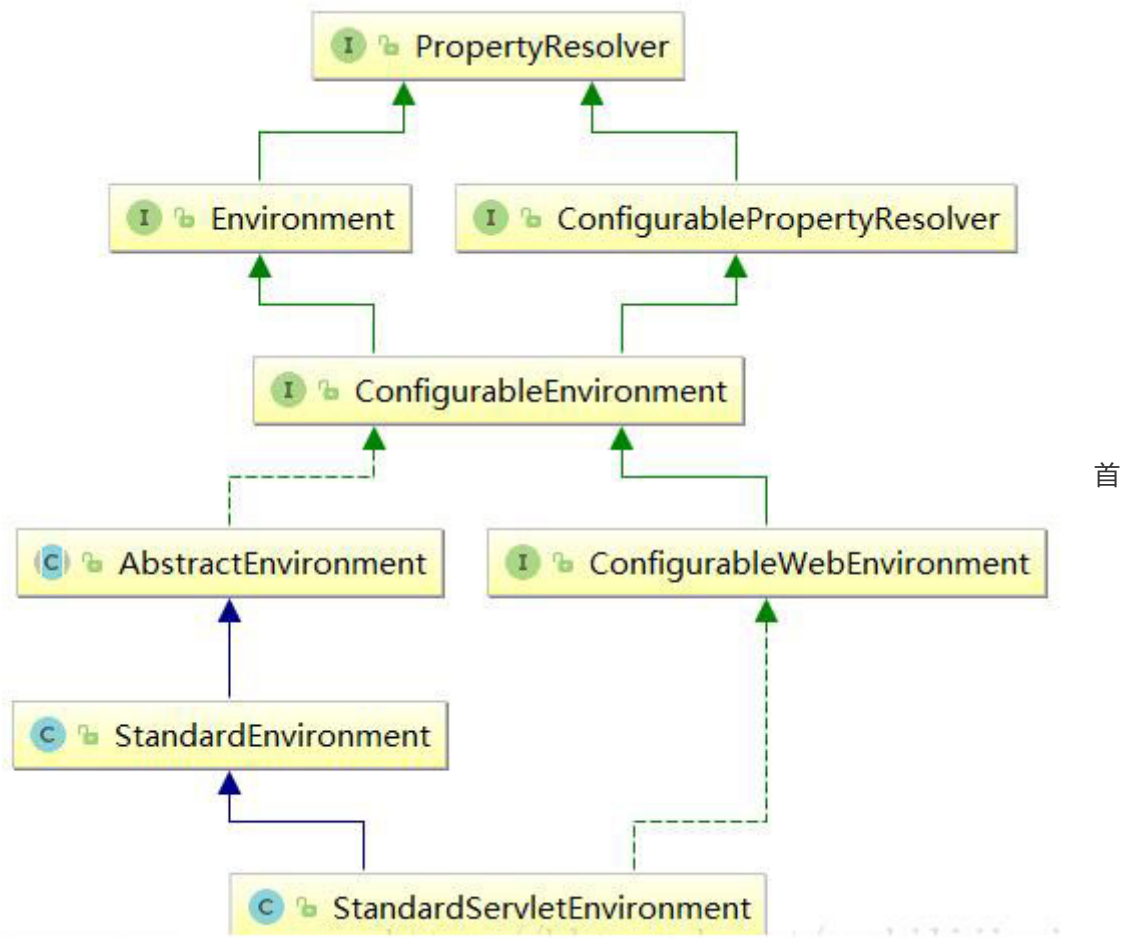 I PropertyResolver
I Environment
I ConfigurablePropertyResolver
I ConfigurableEnvironment
首
C AbstractEnvironment
I ConfigurableWebEnvironment
C StandardEnvironment
C StandardServletEnvironment